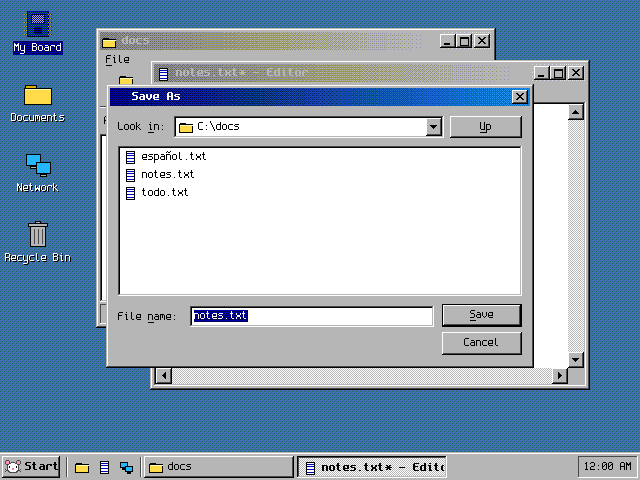 My Board
Documents
Network
Recycle Bin
docs
File
notes.txt* - Editor
Save As
Look in:
C:\docs
Up
español.txt
notes.txt
todo.txt
File name:
notes.txt
Save
Cancel
Start
docs
notes.txt* - Edito
12:00 AM